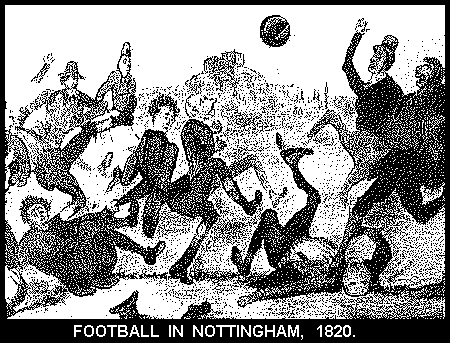 FOOTBALL IN NOTTINGHAM, 1820.